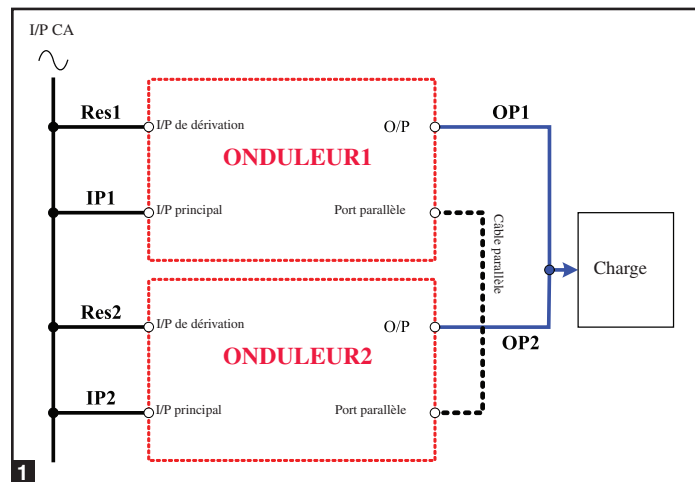 I/P CA
Res1
I/P de dérivation
O/P
OP1
ONDULEUR1
IP1
I/P principal
Port parallèle
Câble parallèle
Charge
Res2
I/P de dérivation
O/P
OP2
ONDULEUR2
IP2
I/P principal
Port parallèle
1